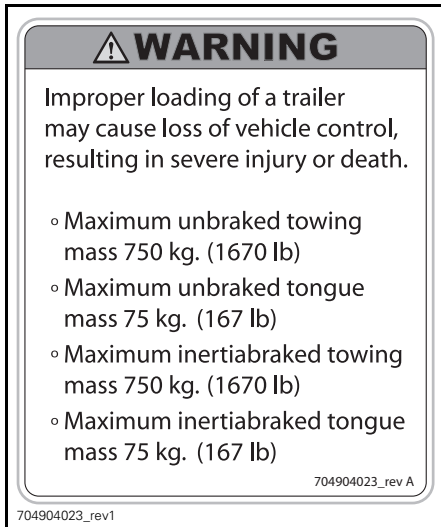 WARNING
Improper loading of a trailer
may cause loss of vehicle control,
resulting in severe injury or death.
◦ Maximum unbraked towing
mass 750 kg. (1670 lb)
◦ Maximum unbraked tongue
mass 75 kg. (167 lb)
◦ Maximum inertiabraked towing
mass 750 kg. (1670 lb)
◦ Maximum inertiabraked tongue
mass 75 kg. (167 lb)
704904023_rev A
704904023_rev1